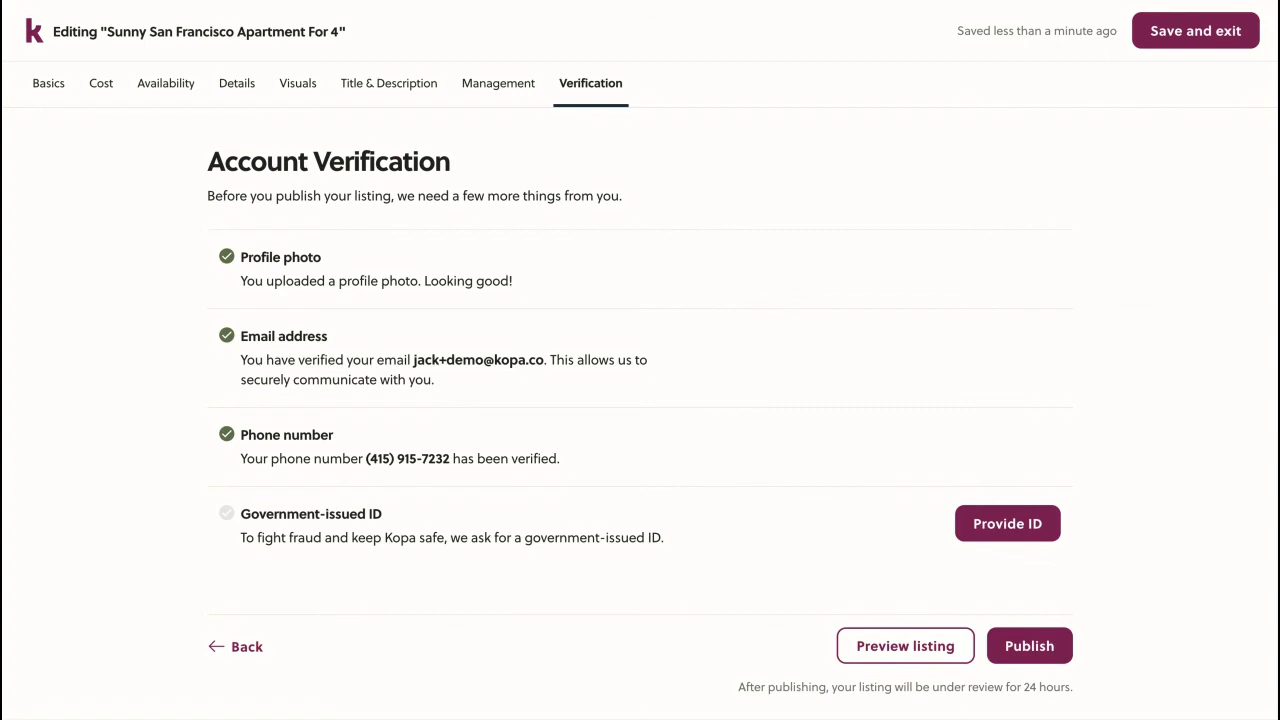 k Editing "Sunny San Francisco Apartment For 4"
Saved less than a minute ago
Save and exit
Basics
Cost
Availability
Details
Visuals
Title & Description
Management
Verification
Account Verification
Before you publish your listing, we need a few more things from you.
Profile photo
You uploaded a profile photo. Looking good!
Email address
You have verified your email jack+demo@kopa.co. This allows us to
securely communicate with you.
Phone number
Your phone number (415) 915-7232 has been verified.
Government-issued ID
To fight fraud and keep Kopa safe, we ask for a government-issued ID.
Provide ID
Back
Preview listing
Publish
After publishing, your listing will be under review for 24 hours.